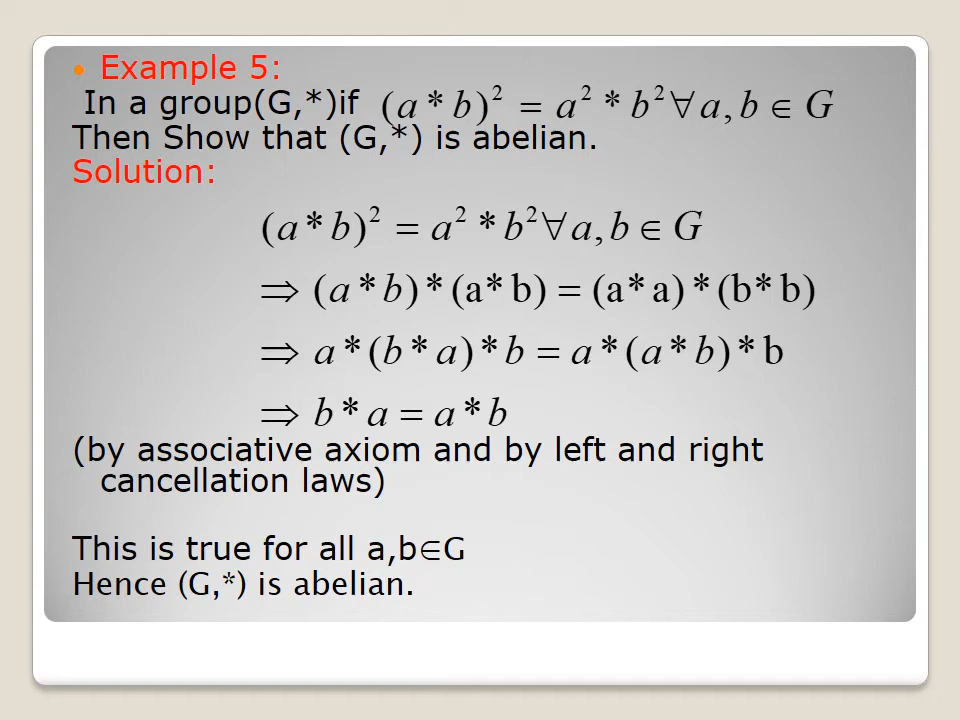 • Example 5:
In a group(G,*)if (a * b)² = a² * b² ∀ a, b ∈ G
Then Show that (G,*) is abelian.
Solution:
(a * b)² = a² * b² ∀ a, b ∈ G
⇒ (a * b) * (a * b) = (a * a) * (b * b)
⇒ a * (b * a) * b = a * (a * b) * b
⇒ b * a = a * b
(by associative axiom and by left and right
cancellation laws)
This is true for all a,b∈G
Hence (G,*) is abelian.